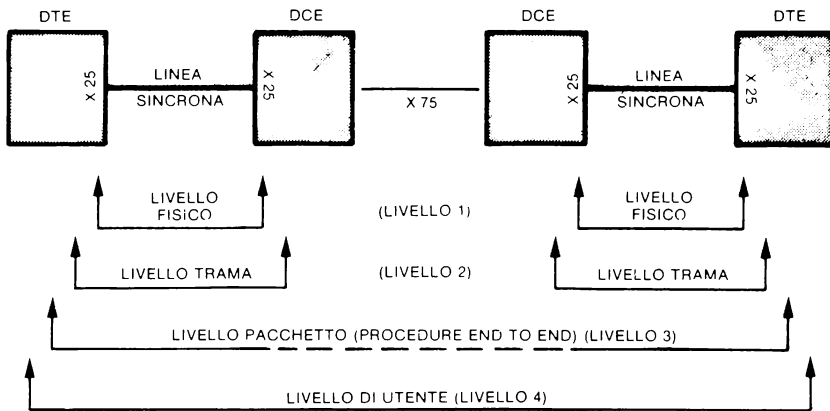 DTE DCE DCE DTE
X 25 LINEA SINCRONA X 25 X 75 X 25 LINEA SINCRONA X 25
LIVELLO FISICO (LIVELLO 1) LIVELLO FISICO
LIVELLO TRAMA (LIVELLO 2) LIVELLO TRAMA
LIVELLO PACCHETTO (PROCEDURE END TO END) (LIVELLO 3)
LIVELLO DI UTENTE (LIVELLO 4)